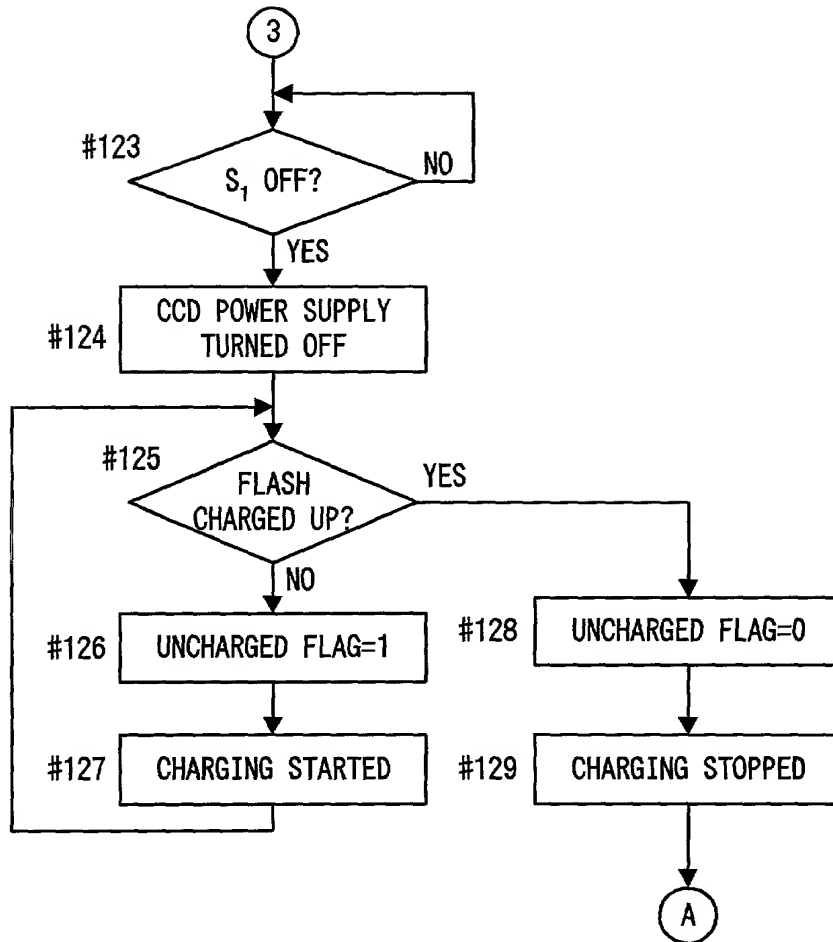 3
#123
S₁ OFF?
NO
YES
#124
CCD POWER SUPPLY
TURNED OFF
#125
FLASH
CHARGED UP?
YES
NO
#126
UNCHARGED FLAG=1
#128
UNCHARGED FLAG=0
#127
CHARGING STARTED
#129
CHARGING STOPPED
A